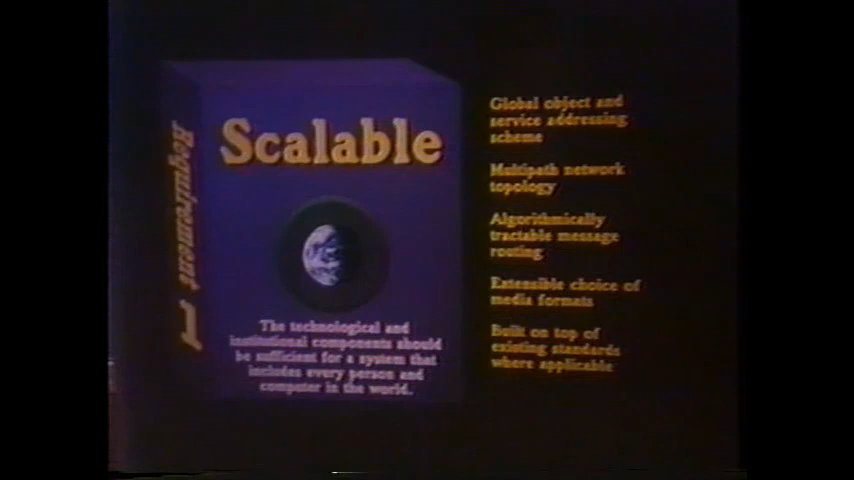 Requirement 1
Scalable
The technological and
institutional components should
be sufficient for a system that
includes every person and
computer in the world.
Global object and
service addressing
scheme
Multipath network
topology
Algorithmically
tractable message
routing
Extensible choice of
media formats
Built on top of
existing standards
where applicable